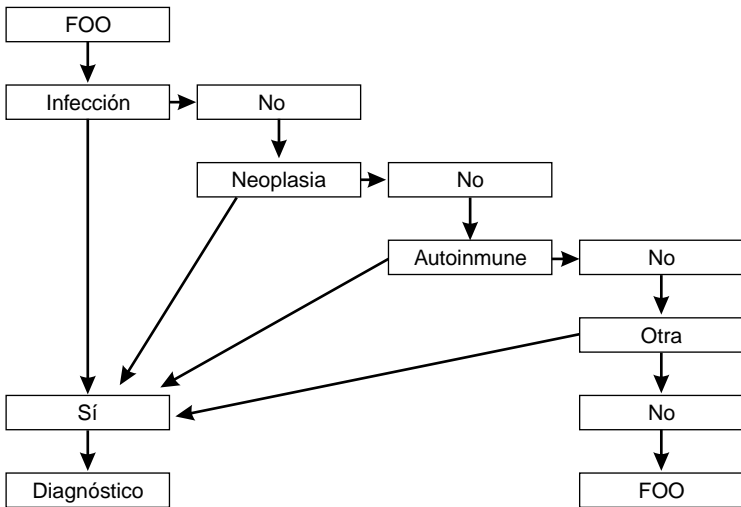 FOO
Infección
No
Neoplasia
No
Autoinmune
No
Otra
Sí
No
Diagnóstico
FOO